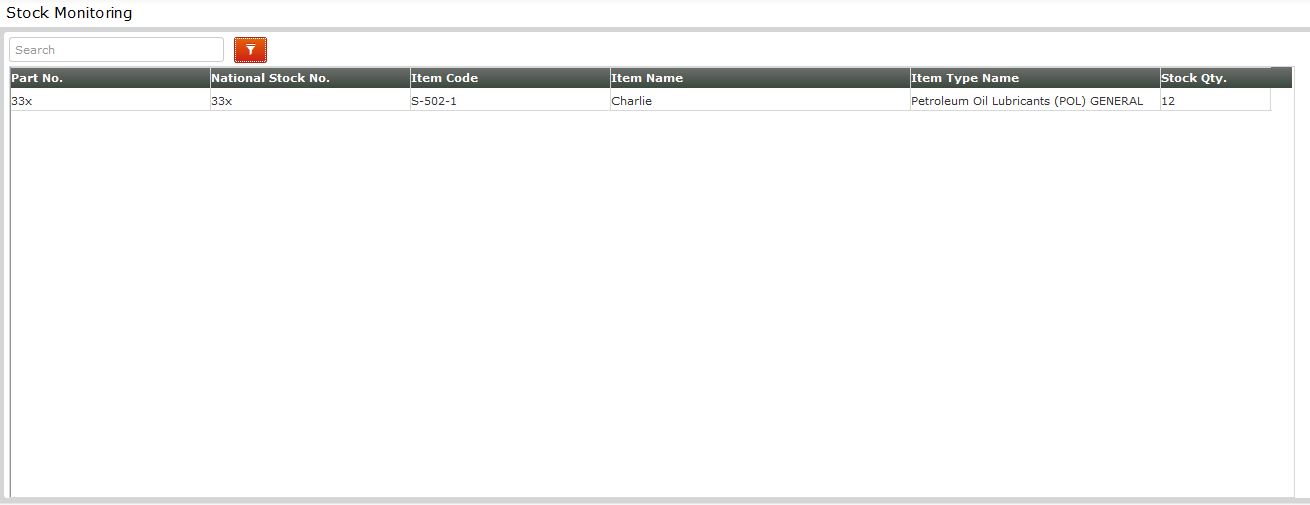 Stock Monitoring
Search
Part No. National Stock No. Item Code Item Name Item Type Name Stock Qty.
33x 33x S-502-1 Charlie Petroleum Oil Lubricants (POL) GENERAL 12